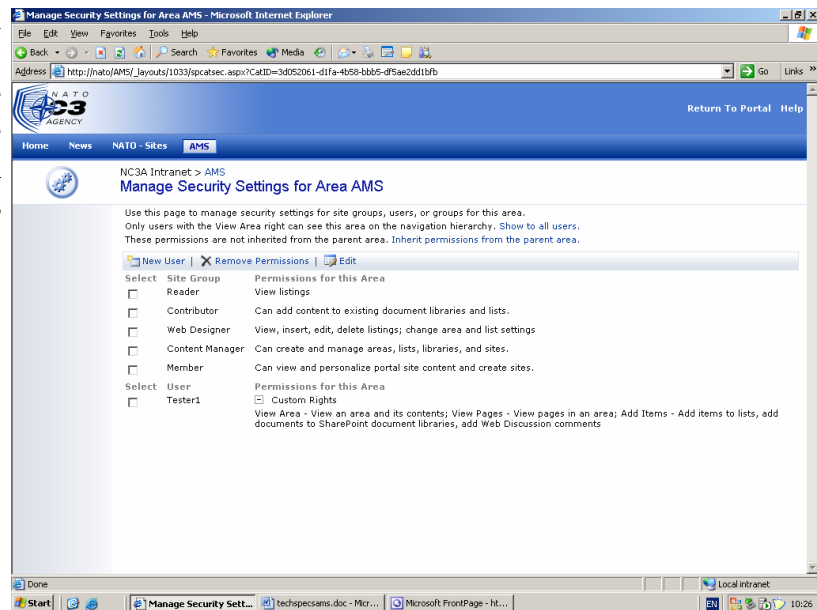 Manage Security Settings for Area AMS - Microsoft Internet Explorer
File Edit View Favorites Tools Help
Back Search Favorites Media
Address http://nato/AMS/_layouts/1033/spcatsec.aspx?CatID=3d052061-d1fa-4b58-bbb5-df5ae2dd1bfb Go Links »
NATO
C3
AGENCY
Return To Portal Help
Home News NATO - Sites AMS
NC3A Intranet > AMS
Manage Security Settings for Area AMS
Use this page to manage security settings for site groups, users, or groups for this area.
Only users with the View Area right can see this area on the navigation hierarchy. Show to all users.
These permissions are not inherited from the parent area. Inherit permissions from the parent area.
New User | Remove Permissions | Edit
Select Site Group Permissions for this Area
Reader View listings
Contributor Can add content to existing document libraries and lists.
Web Designer View, insert, edit, delete listings; change area and list settings
Content Manager Can create and manage areas, lists, libraries, and sites.
Member Can view and personalize portal site content and create sites.
Select User Permissions for this Area
Tester1 Custom Rights
View Area - View an area and its contents; View Pages - View pages in an area; Add Items - Add items to lists, add
documents to SharePoint document libraries, add Web Discussion comments
Done Local intranet
Start Manage Security Sett... techspecsams.doc - Micr... Microsoft FrontPage - ht... EN 10:26